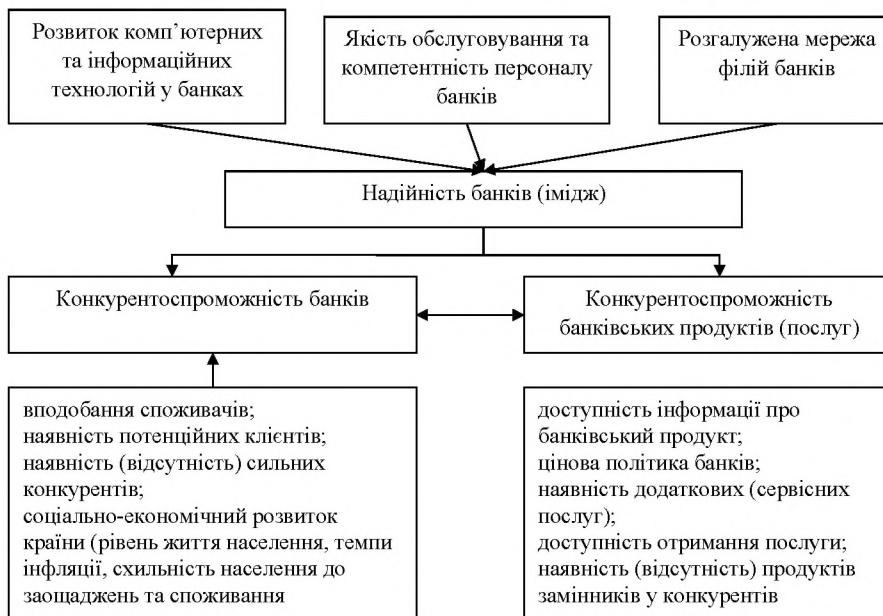 Розвиток комп’ютерних
та інформаційних
технологій у банках
Якість обслуговування та
компетентність персоналу
банків
Розгалужена мережа
філій банків
Надійність банків (імідж)
Конкурентоспроможність банків
Конкурентоспроможність
банківських продуктів (послуг)
вподобання споживачів;
наявність потенційних клієнтів;
наявність (відсутність) сильних
конкурентів;
соціально-економічний розвиток
країни (рівень життя населення, темпи
інфляції, схильність населення до
заощаджень та споживання
доступність інформації про
банківський продукт;
цінова політика банків;
наявність додаткових (сервісних
послуг);
доступність отримання послуги;
наявність (відсутність) продуктів
замінників у конкурентів